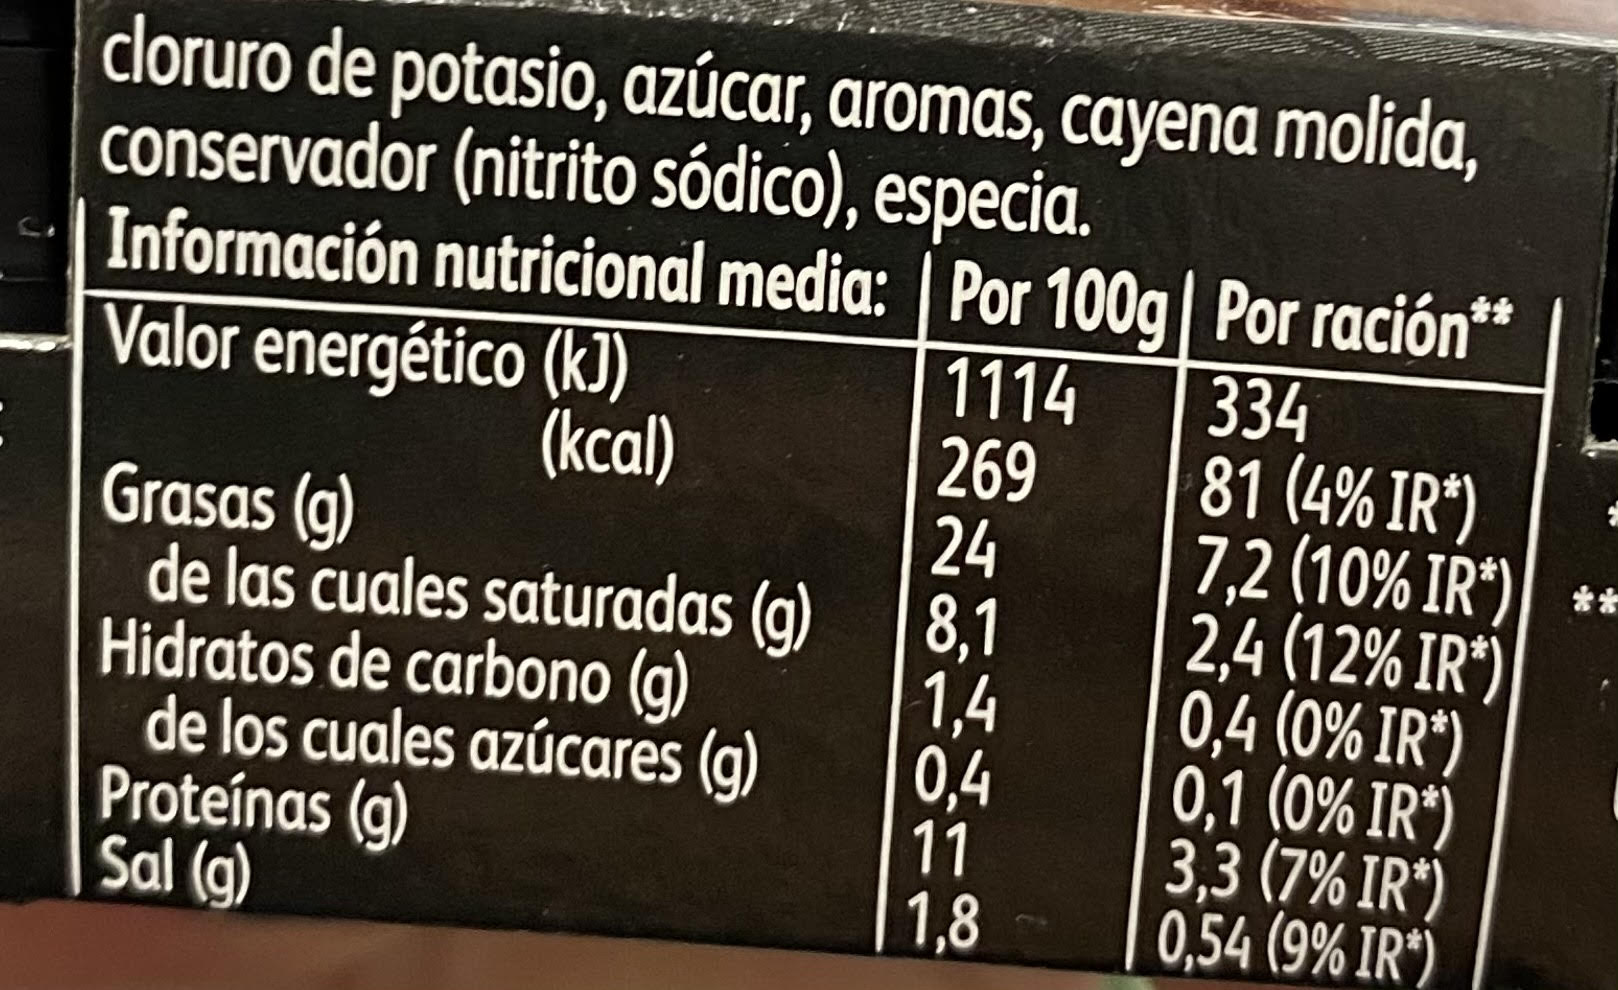 cloruro de potasio, azúcar, aromas, cayena molida,
conservador (nitrito sódico), especia.
Información nutricional media: Por 100g Por ración**
Valor energético (kJ) 1114 334
(kcal) 269 81 (4% IR*)
Grasas (g) 24 7,2 (10% IR*)
de las cuales saturadas (g) 8,1 2,4 (12% IR*)
Hidratos de carbono (g) 1,4 0,4 (0% IR*)
de los cuales azúcares (g) 0,4 0,1 (0% IR*)
Proteínas (g) 11 3,3 (7% IR*)
Sal (g) 1,8 0,54 (9% IR*)
**